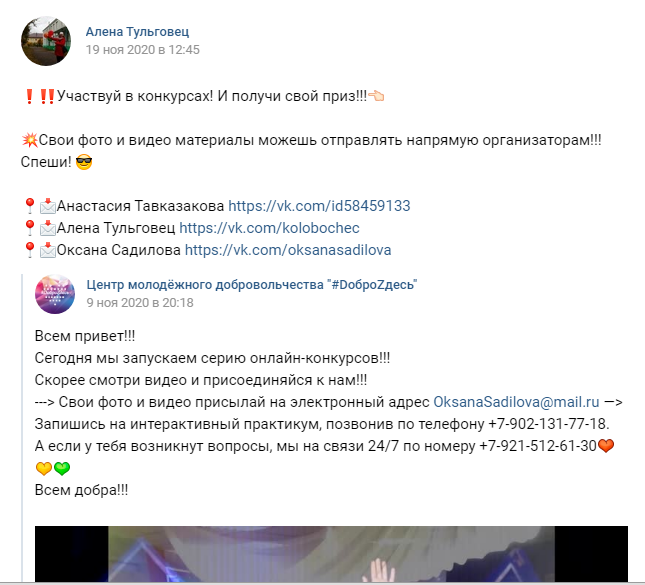 Алена Тульговец
19 ноя 2020 в 12:45
❗‼Участвуй в конкурсах! И получи свой приз!!!👈🏻
💥Свои фото и видео материалы можешь отправлять напрямую организаторам!!!
Спеши! 😎
📍📩Анастасия Тавказакова https://vk.com/id58459133
📍📩Алена Тульговец https://vk.com/kolobochec
📍📩Оксана Садилова https://vk.com/oksanasadilova
Центр молодёжного добровольчества "#DоброZдесь"
9 ноя 2020 в 20:18
Всем привет!!!
Сегодня мы запускаем серию онлайн-конкурсов!!!
Скорее смотри видео и присоединяйся к нам!!!
---> Свои фото и видео присылай на электронный адрес OksanaSadilova@mail.ru —>
Запишись на интерактивный практикум, позвонив по телефону +7-902-131-77-18.
А если у тебя возникнут вопросы, мы на связи 24/7 по номеру +7-921-512-61-30❤
💛💚
Всем добра!!!